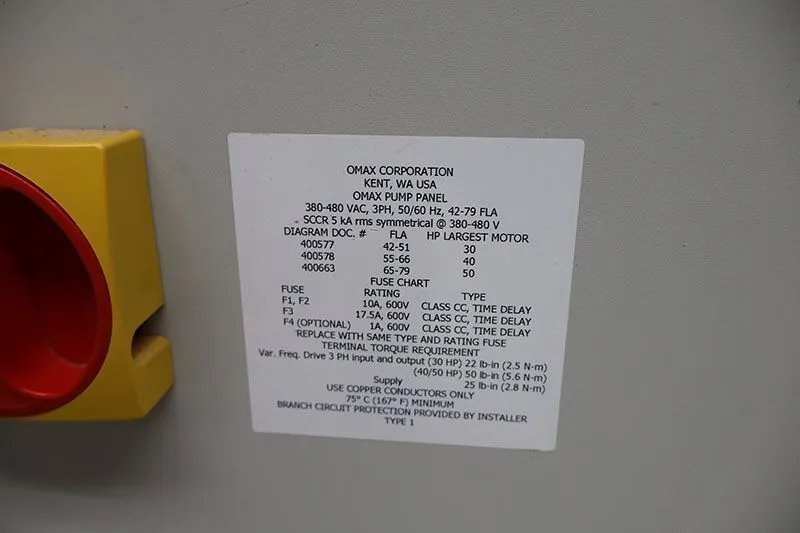 OMAX CORPORATION
KENT, WA USA
OMAX PUMP PANEL
380-480 VAC, 3PH, 50/60 Hz, 42-79 FLA
SCCR 5 kA rms symmetrical @ 380-480 V
DIAGRAM DOC. # FLA HP LARGEST MOTOR
400577 42-51 30
400578 55-66 40
400663 65-79 50
FUSE CHART
FUSE RATING TYPE
F1, F2 10A, 600V CLASS CC, TIME DELAY
F3 17.5A, 600V CLASS CC, TIME DELAY
F4 (OPTIONAL) 1A, 600V CLASS CC, TIME DELAY
REPLACE WITH SAME TYPE AND RATING FUSE
TERMINAL TORQUE REQUIREMENT
Var. Freq. Drive 3 PH input and output (30 HP) 22 lb-in (2.5 N-m)
(40/50 HP) 50 lb-in (5.6 N-m)
Supply 25 lb-in (2.8 N-m)
USE COPPER CONDUCTORS ONLY
75° C (167° F) MINIMUM
BRANCH CIRCUIT PROTECTION PROVIDED BY INSTALLER
TYPE 1